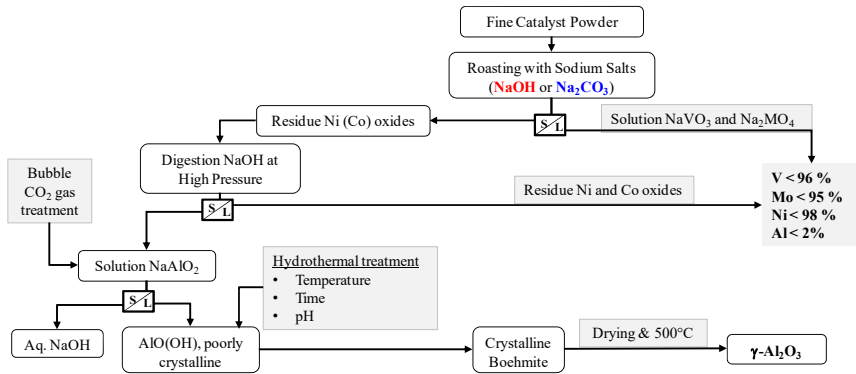 Fine Catalyst Powder
Roasting with Sodium Salts
(NaOH or Na₂CO₃)
Residue Ni (Co) oxides
S L
Solution NaVO₃ and Na₂MO₄
Digestion NaOH at
High Pressure
Bubble
CO₂ gas
treatment
S L
Residue Ni and Co oxides
V < 96 %
Mo < 95 %
Ni < 98 %
Al < 2%
Solution NaAlO₂
Hydrothermal treatment
• Temperature
• Time
• pH
S L
Aq. NaOH
AlO(OH), poorly
crystalline
Crystalline
Boehmite
Drying & 500°C
γ-Al₂O₃